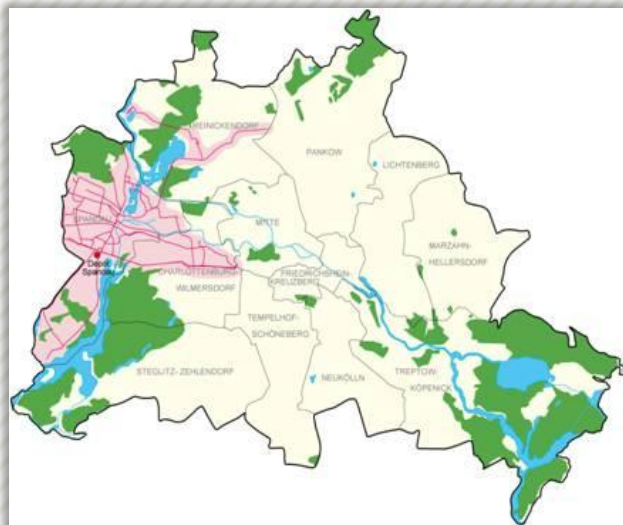 REINICKENDORF
PANKOW
LICHTENBERG
SPANDAU
MITTE
MARZAHN-
HELLERSDORF
Depot
Spandau
CHARLOTTENBURG-
WILMERSDORF
FRIEDRICHSHAIN-
KREUZBERG
TEMPELHOF-
SCHÖNEBERG
STEGLITZ- ZEHLENDORF
NEUKÖLLN
TREPTOW-
KÖPENICK